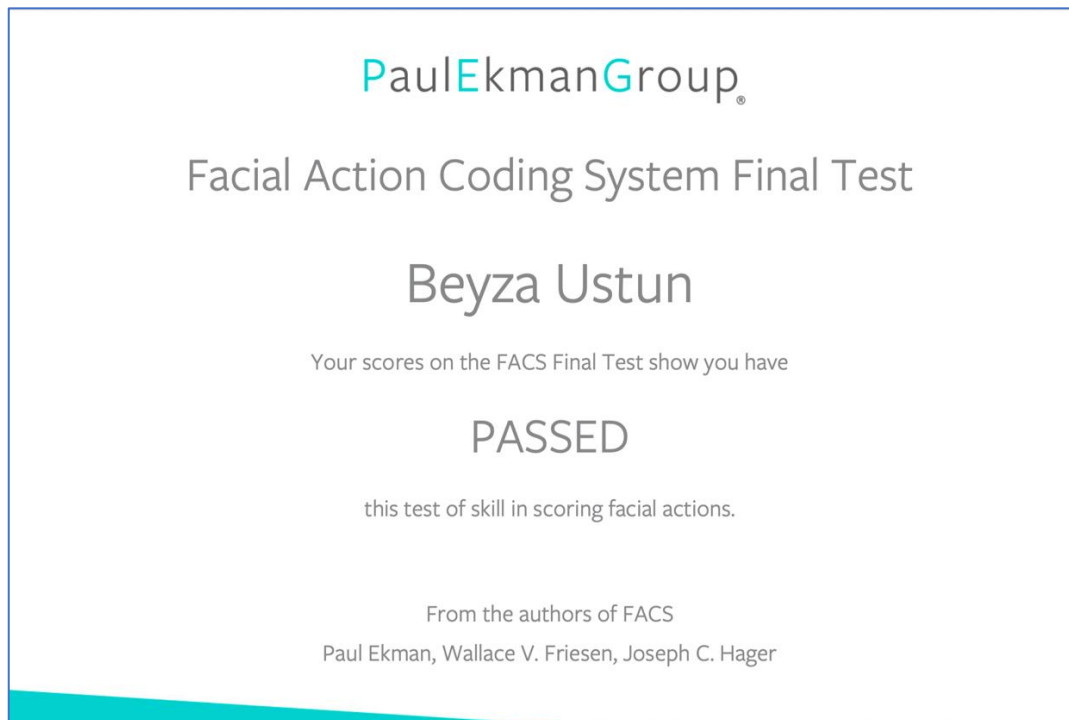 PaulEkmanGroup®
Facial Action Coding System Final Test
Beyza Ustun
Your scores on the FACS Final Test show you have
PASSED
this test of skill in scoring facial actions.
From the authors of FACS
Paul Ekman, Wallace V. Friesen, Joseph C. Hager